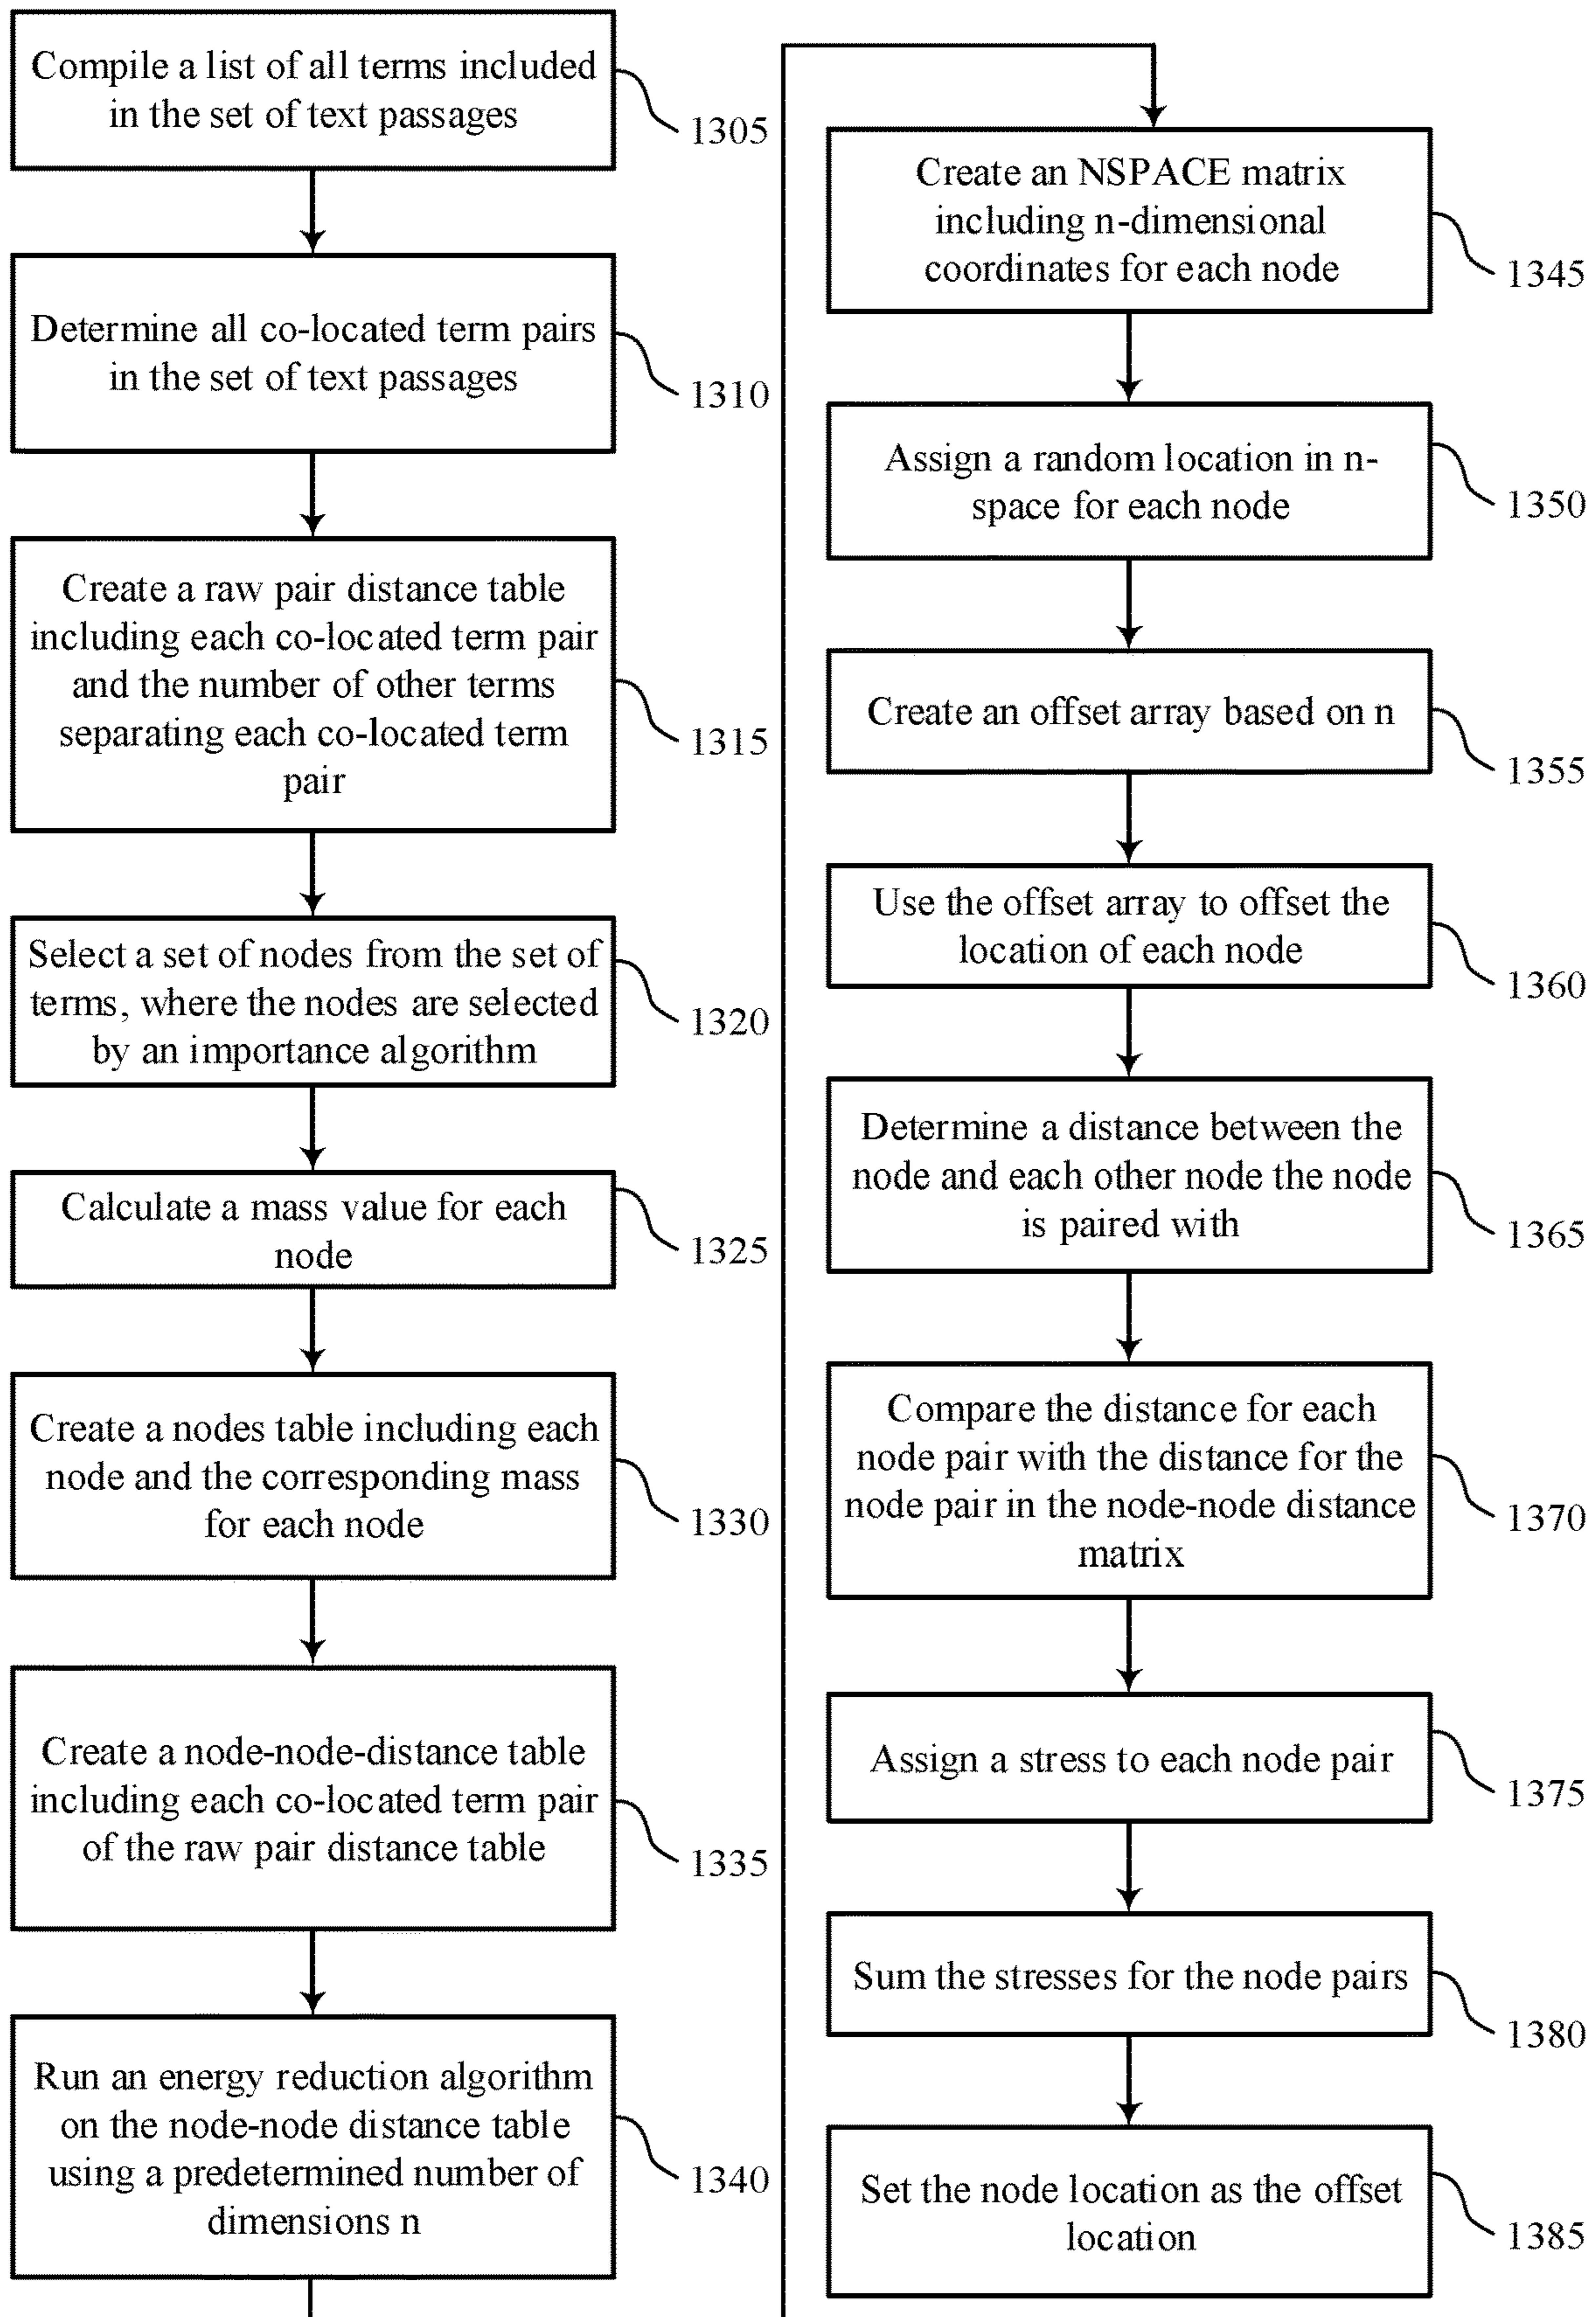 Compile a list of all terms included
in the set of text passages
1305
Determine all co-located term pairs
in the set of text passages
1310
Create a raw pair distance table
including each co-located term pair
and the number of other terms
separating each co-located term
pair
1315
Select a set of nodes from the set of
terms, where the nodes are selected
by an importance algorithm
1320
Calculate a mass value for each
node
1325
Create a nodes table including each
node and the corresponding mass
for each node
1330
Create a node-node-distance table
including each co-located term pair
of the raw pair distance table
1335
Run an energy reduction algorithm
on the node-node distance table
using a predetermined number of
dimensions n
1340
Create an NSPACE matrix
including n-dimensional
coordinates for each node
1345
Assign a random location in n-
space for each node
1350
Create an offset array based on n
1355
Use the offset array to offset the
location of each node
1360
Determine a distance between the
node and each other node the node
is paired with
1365
Compare the distance for each
node pair with the distance for the
node pair in the node-node distance
matrix
1370
Assign a stress to each node pair
1375
Sum the stresses for the node pairs
1380
Set the node location as the offset
location
1385